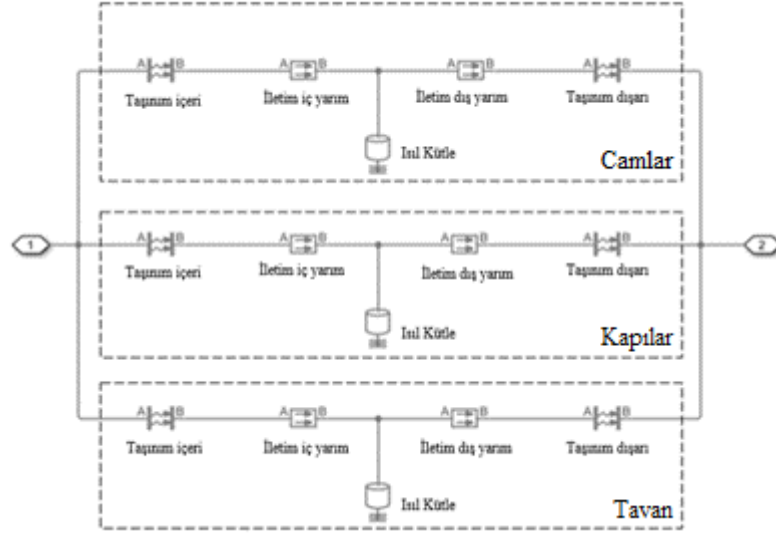 A B A B A B A B
Taşınım içeri İletim iç yarım İletim dış yarım Taşınım dışarı
Isıl Kütle
Camlar
1 A B A B A B A B 2
Taşınım içeri İletim iç yarım İletim dış yarım Taşınım dışarı
Isıl Kütle
Kapılar
A B A B A B A B
Taşınım içeri İletim iç yarım İletim dış yarım Taşınım dışarı
Isıl Kütle
Tavan